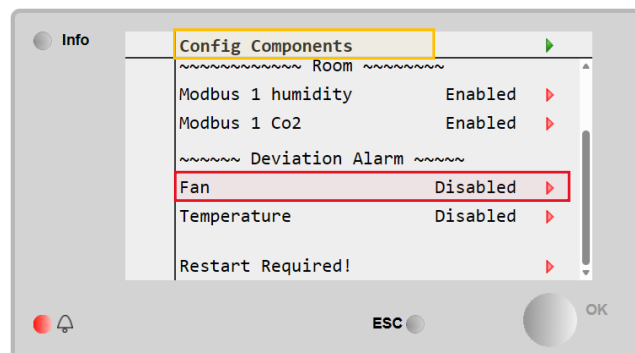 Info
Config Components
~~~~~~~~~~~~ Room ~~~~~~~~
Modbus 1 humidity Enabled
Modbus 1 Co2 Enabled
~~~~~~ Deviation Alarm ~~~~~
Fan Disabled
Temperature Disabled
Restart Required!
ESC
OK